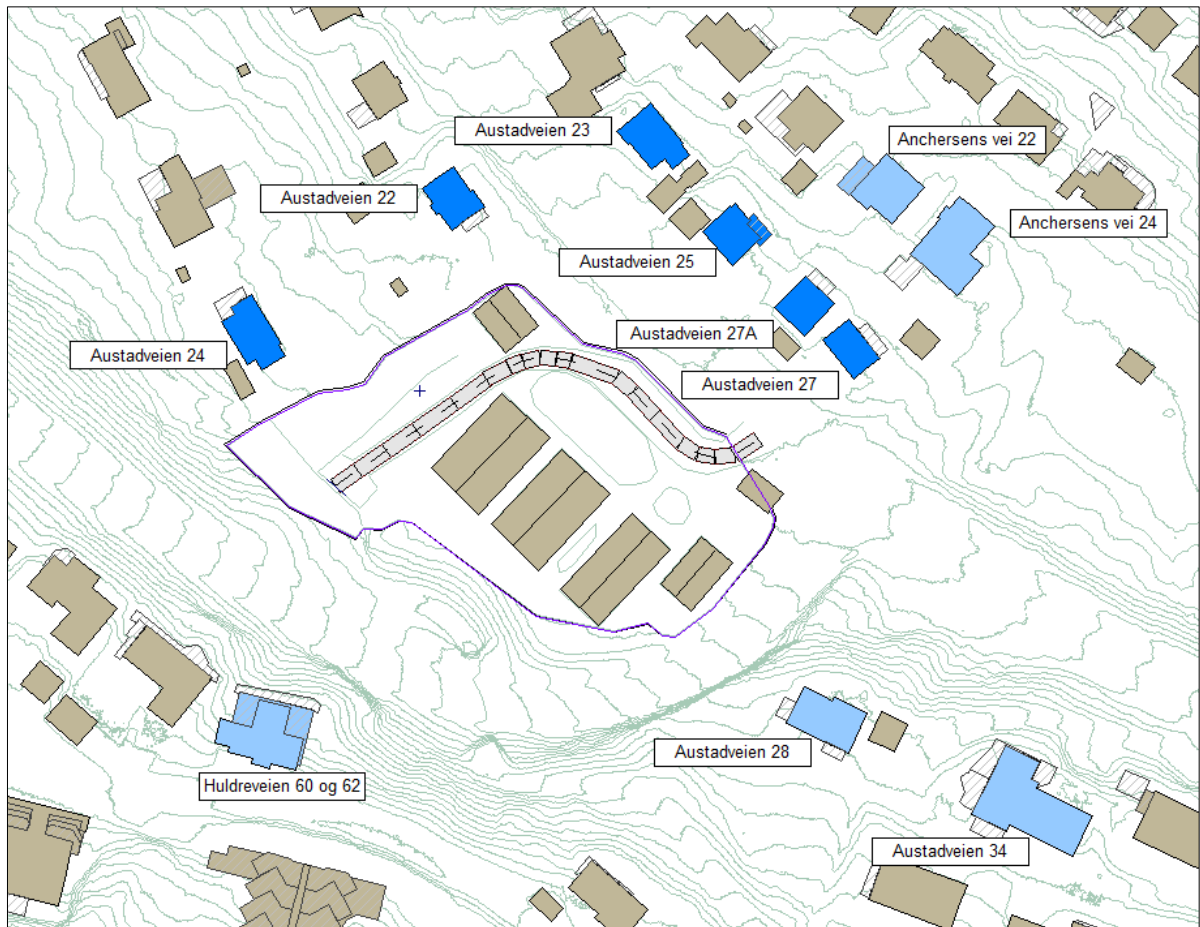 Austadveien 23
Anchersens vei 22
Austadveien 22
Anchersens vei 24
Austadveien 25
Austadveien 27A
Austadveien 24
Austadveien 27
Austadveien 28
Huldreveien 60 og 62
Austadveien 34